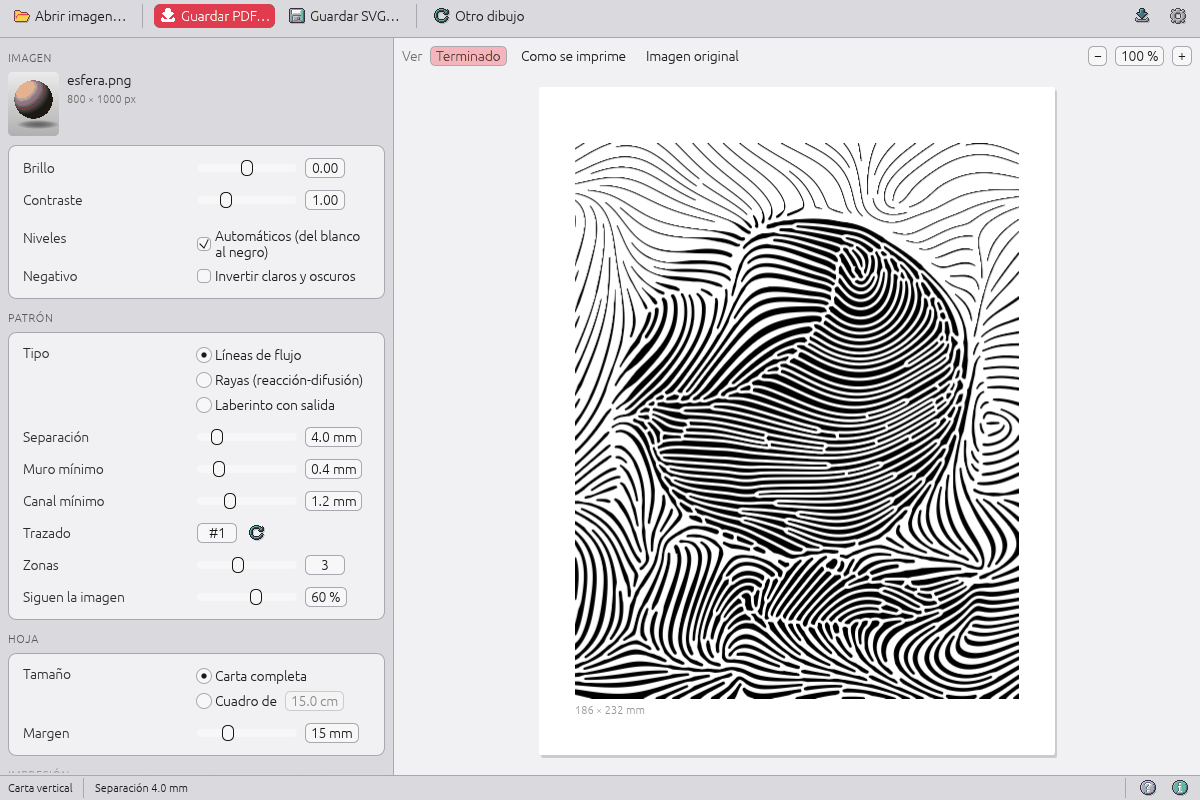 Abrir imagen...
Guardar PDF...
Guardar SVG...
Otro dibujo
IMAGEN
esfera.png
800 × 1000 px
Brillo
0.00
Contraste
1.00
Niveles
Automáticos (del blanco
al negro)
Negativo
Invertir claros y oscuros
PATRÓN
Tipo
Líneas de flujo
Rayas (reacción-difusión)
Laberinto con salida
Separación
4.0 mm
Muro mínimo
0.4 mm
Canal mínimo
1.2 mm
Trazado
#1
Zonas
3
Siguen la imagen
60 %
HOJA
Tamaño
Carta completa
Cuadro de
15.0 cm
Margen
15 mm
Ver
Terminado
Como se imprime
Imagen original
100 %
186 × 232 mm
Carta vertical
Separación 4.0 mm